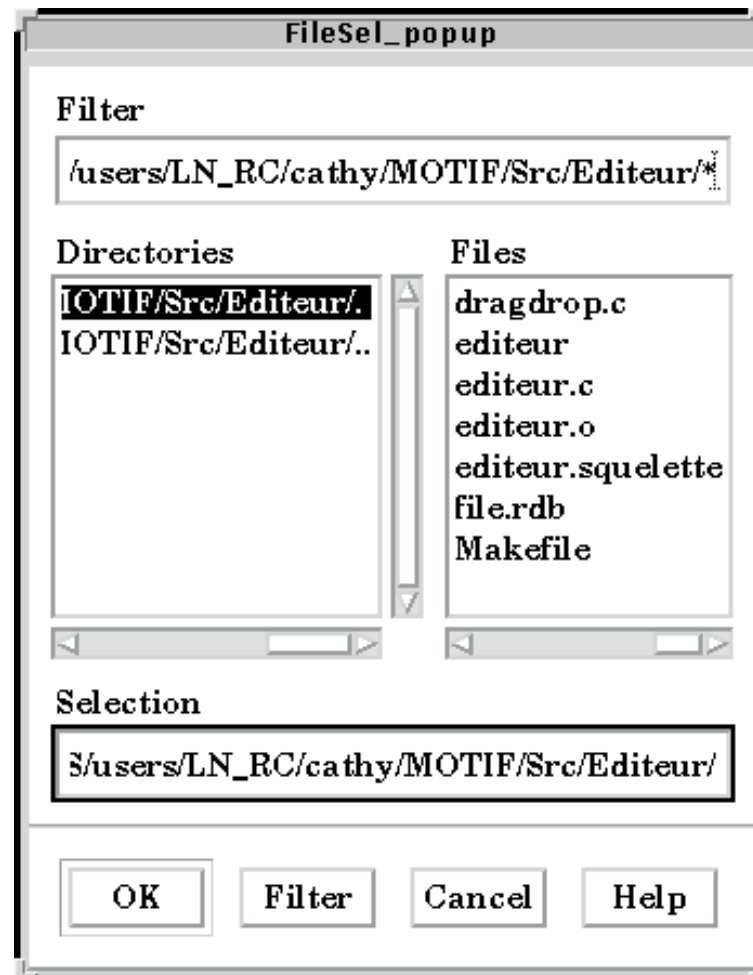 FileSel_popup
Filter
/users/LN_RC/cathy/MOTIF/Src/Editeur/*
Directories
IOTIF/Src/Editeur/.
IOTIF/Src/Editeur/..
Files
dragdrop.c
editeur
editeur.c
editeur.o
editeur.squelette
file.rdb
Makefile
Selection
S/users/LN_RC/cathy/MOTIF/Src/Editeur/
OK Filter Cancel Help